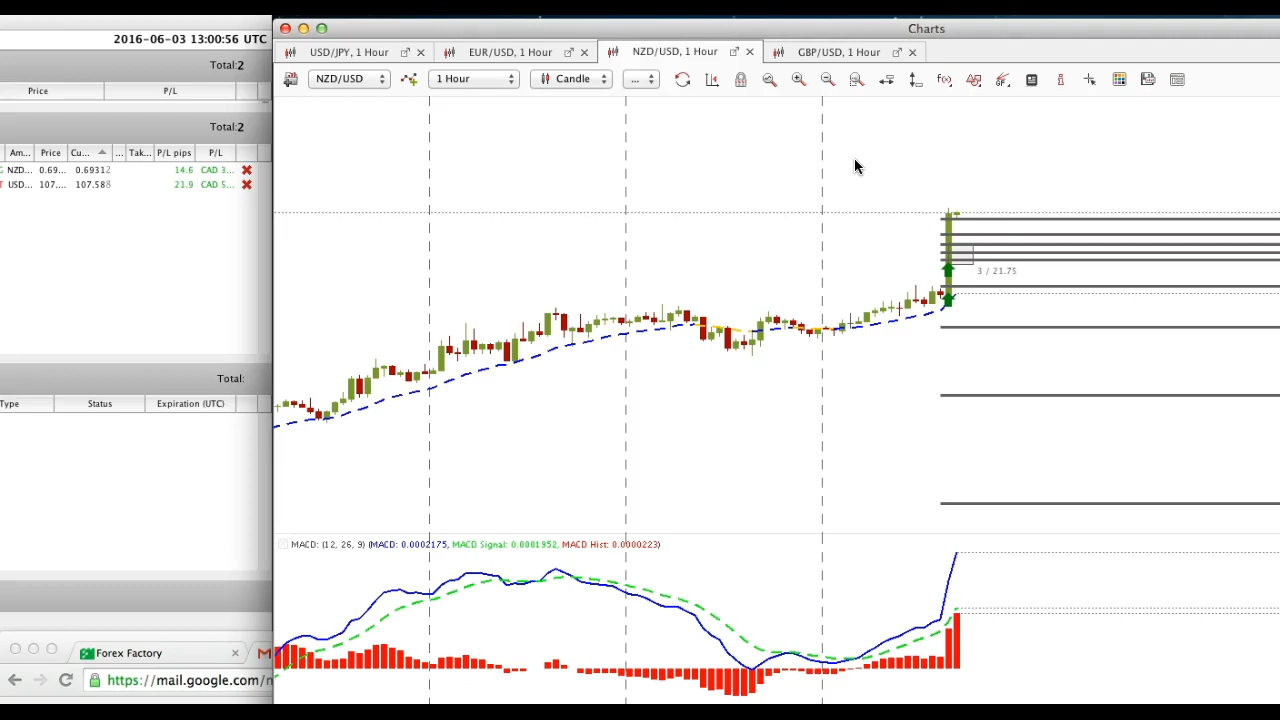 2016-06-03 13:00:56 UTC
Total:2
Price P/L
Total:2
Am... Price Cu... ... Tak... P/L pips P/L
NZD... 0.69... 0.69312 14.6 CAD 3...
USD... 107.... 107.588 21.9 CAD 5...
Total:
Type Status Expiration (UTC)
Forex Factory
https://mail.google.com/
Charts
USD/JPY, 1 Hour EUR/USD, 1 Hour NZD/USD, 1 Hour GBP/USD, 1 Hour
NZD/USD 1 Hour Candle ...
3 / 21.75
MACD: (12, 26, 9) (MACD: 0.0002175, MACD Signal: 0.0001952, MACD Hist: 0.0000223)